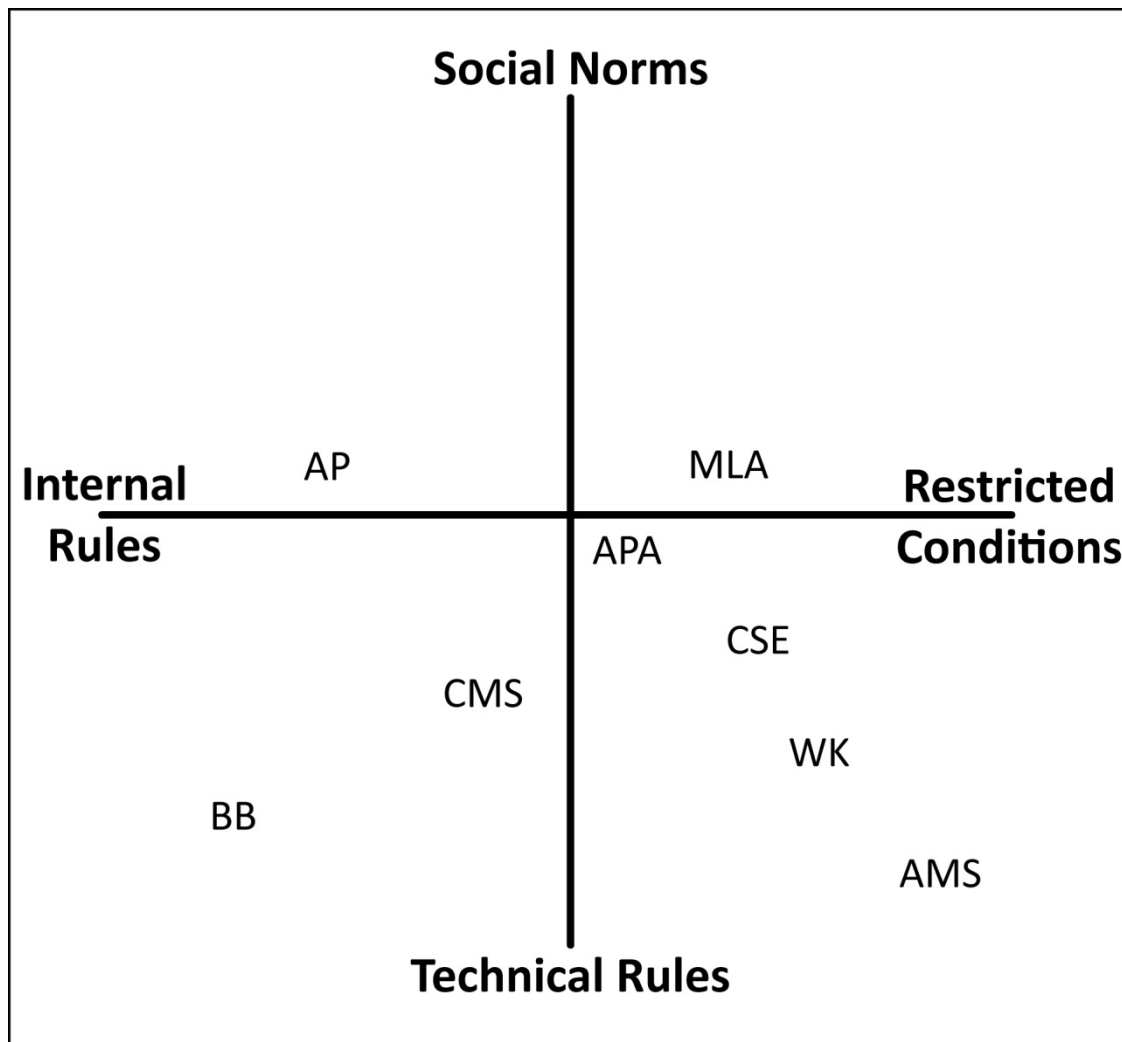 Social Norms
AP
MLA
Internal
Rules
Restricted
Conditions
APA
CSE
CMS
WK
BB
AMS
Technical Rules